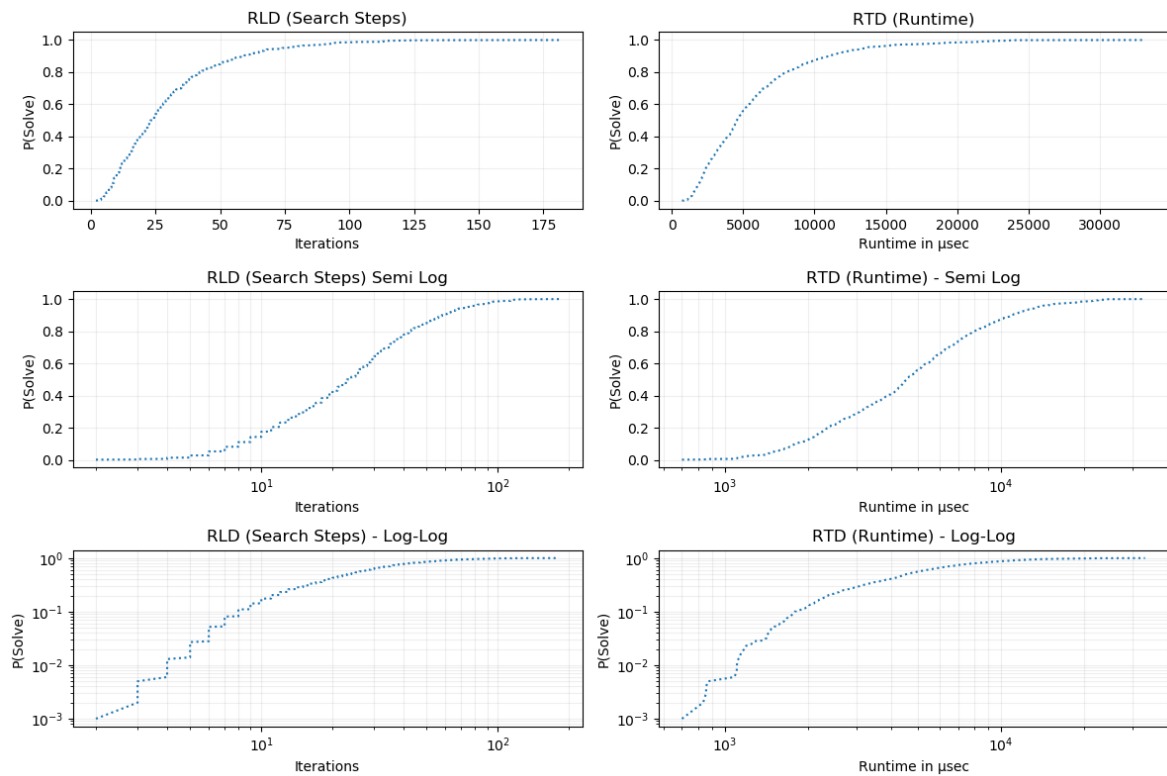 RLD (Search Steps)
P(Solve)
1.0
0.8
0.6
0.4
0.2
0.0
0 25 50 75 100 125 150 175
Iterations
RTD (Runtime)
P(Solve)
1.0
0.8
0.6
0.4
0.2
0.0
0 5000 10000 15000 20000 25000 30000
Runtime in μsec
RLD (Search Steps) Semi Log
P(Solve)
1.0
0.8
0.6
0.4
0.2
0.0
10¹ 10²
Iterations
RTD (Runtime) - Semi Log
P(Solve)
1.0
0.8
0.6
0.4
0.2
0.0
10³ 10⁴
Runtime in μsec
RLD (Search Steps) - Log-Log
P(Solve)
10⁰
10⁻¹
10⁻²
10⁻³
10¹ 10²
Iterations
RTD (Runtime) - Log-Log
P(Solve)
10⁰
10⁻¹
10⁻²
10⁻³
10³ 10⁴
Runtime in μsec